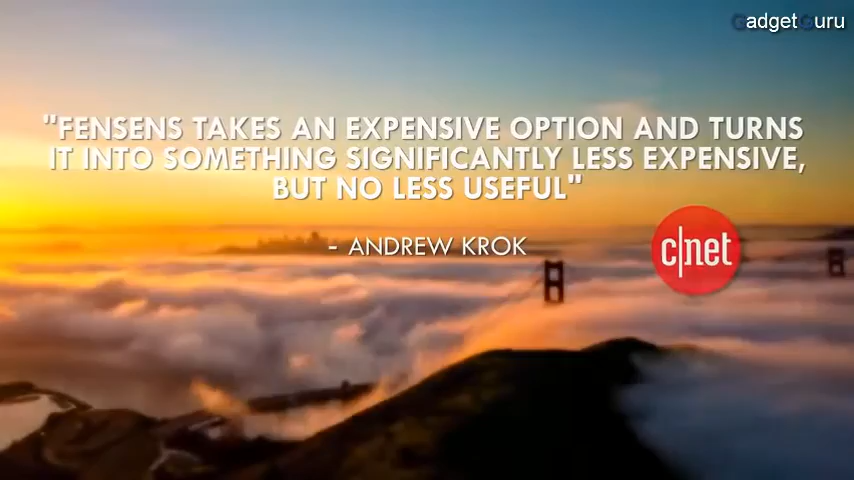 GadgetGuru
"FENSENS TAKES AN EXPENSIVE OPTION AND TURNS
IT INTO SOMETHING SIGNIFICANTLY LESS EXPENSIVE,
BUT NO LESS USEFUL"
- ANDREW KROK
c|net